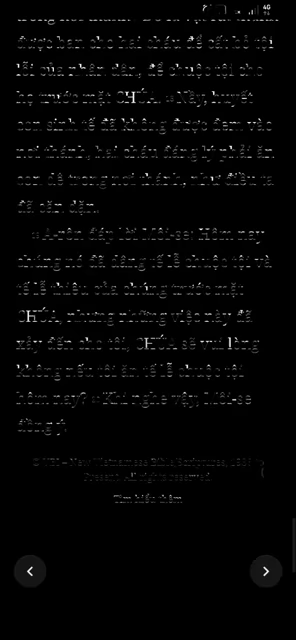 được ban cho hai cháu để cất bỏ tội
lỗi của nhân dân, để chuộc tội cho
họ trước mặt CHÚA. Này, huyết
con sinh tế đã không được đem vào
nơi thánh, hai cháu đáng lý phải ăn
con dê trong nơi thánh, như điều ta
đã căn dặn.
A-rôn đáp lời Môi-se: Hôm nay
chúng nó đã dâng tế lễ chuộc tội và
tế lễ thiêu của chúng trước mặt
CHÚA, nhưng những việc này đã
xảy đến cho tôi, CHÚA sẽ vui lòng
không nếu tôi ăn tế lễ chuộc tội
hôm nay? Khi nghe vậy, Môi-se
đồng ý.
New Vietnamese Bible
Present. All rights reserved
Tìm hiểu thêm